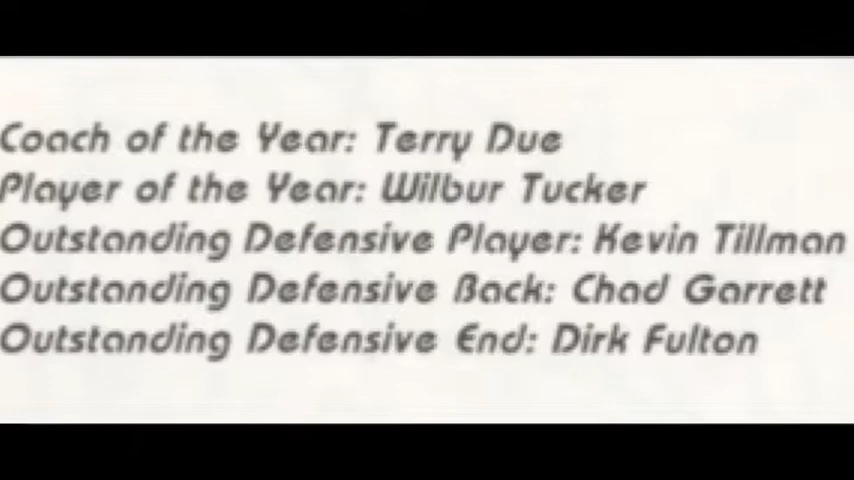 Coach of the Year: Terry Due
Player of the Year: Wilbur Tucker
Outstanding Defensive Player: Kevin Tillman
Outstanding Defensive Back: Chad Garrett
Outstanding Defensive End: Dirk Fulton